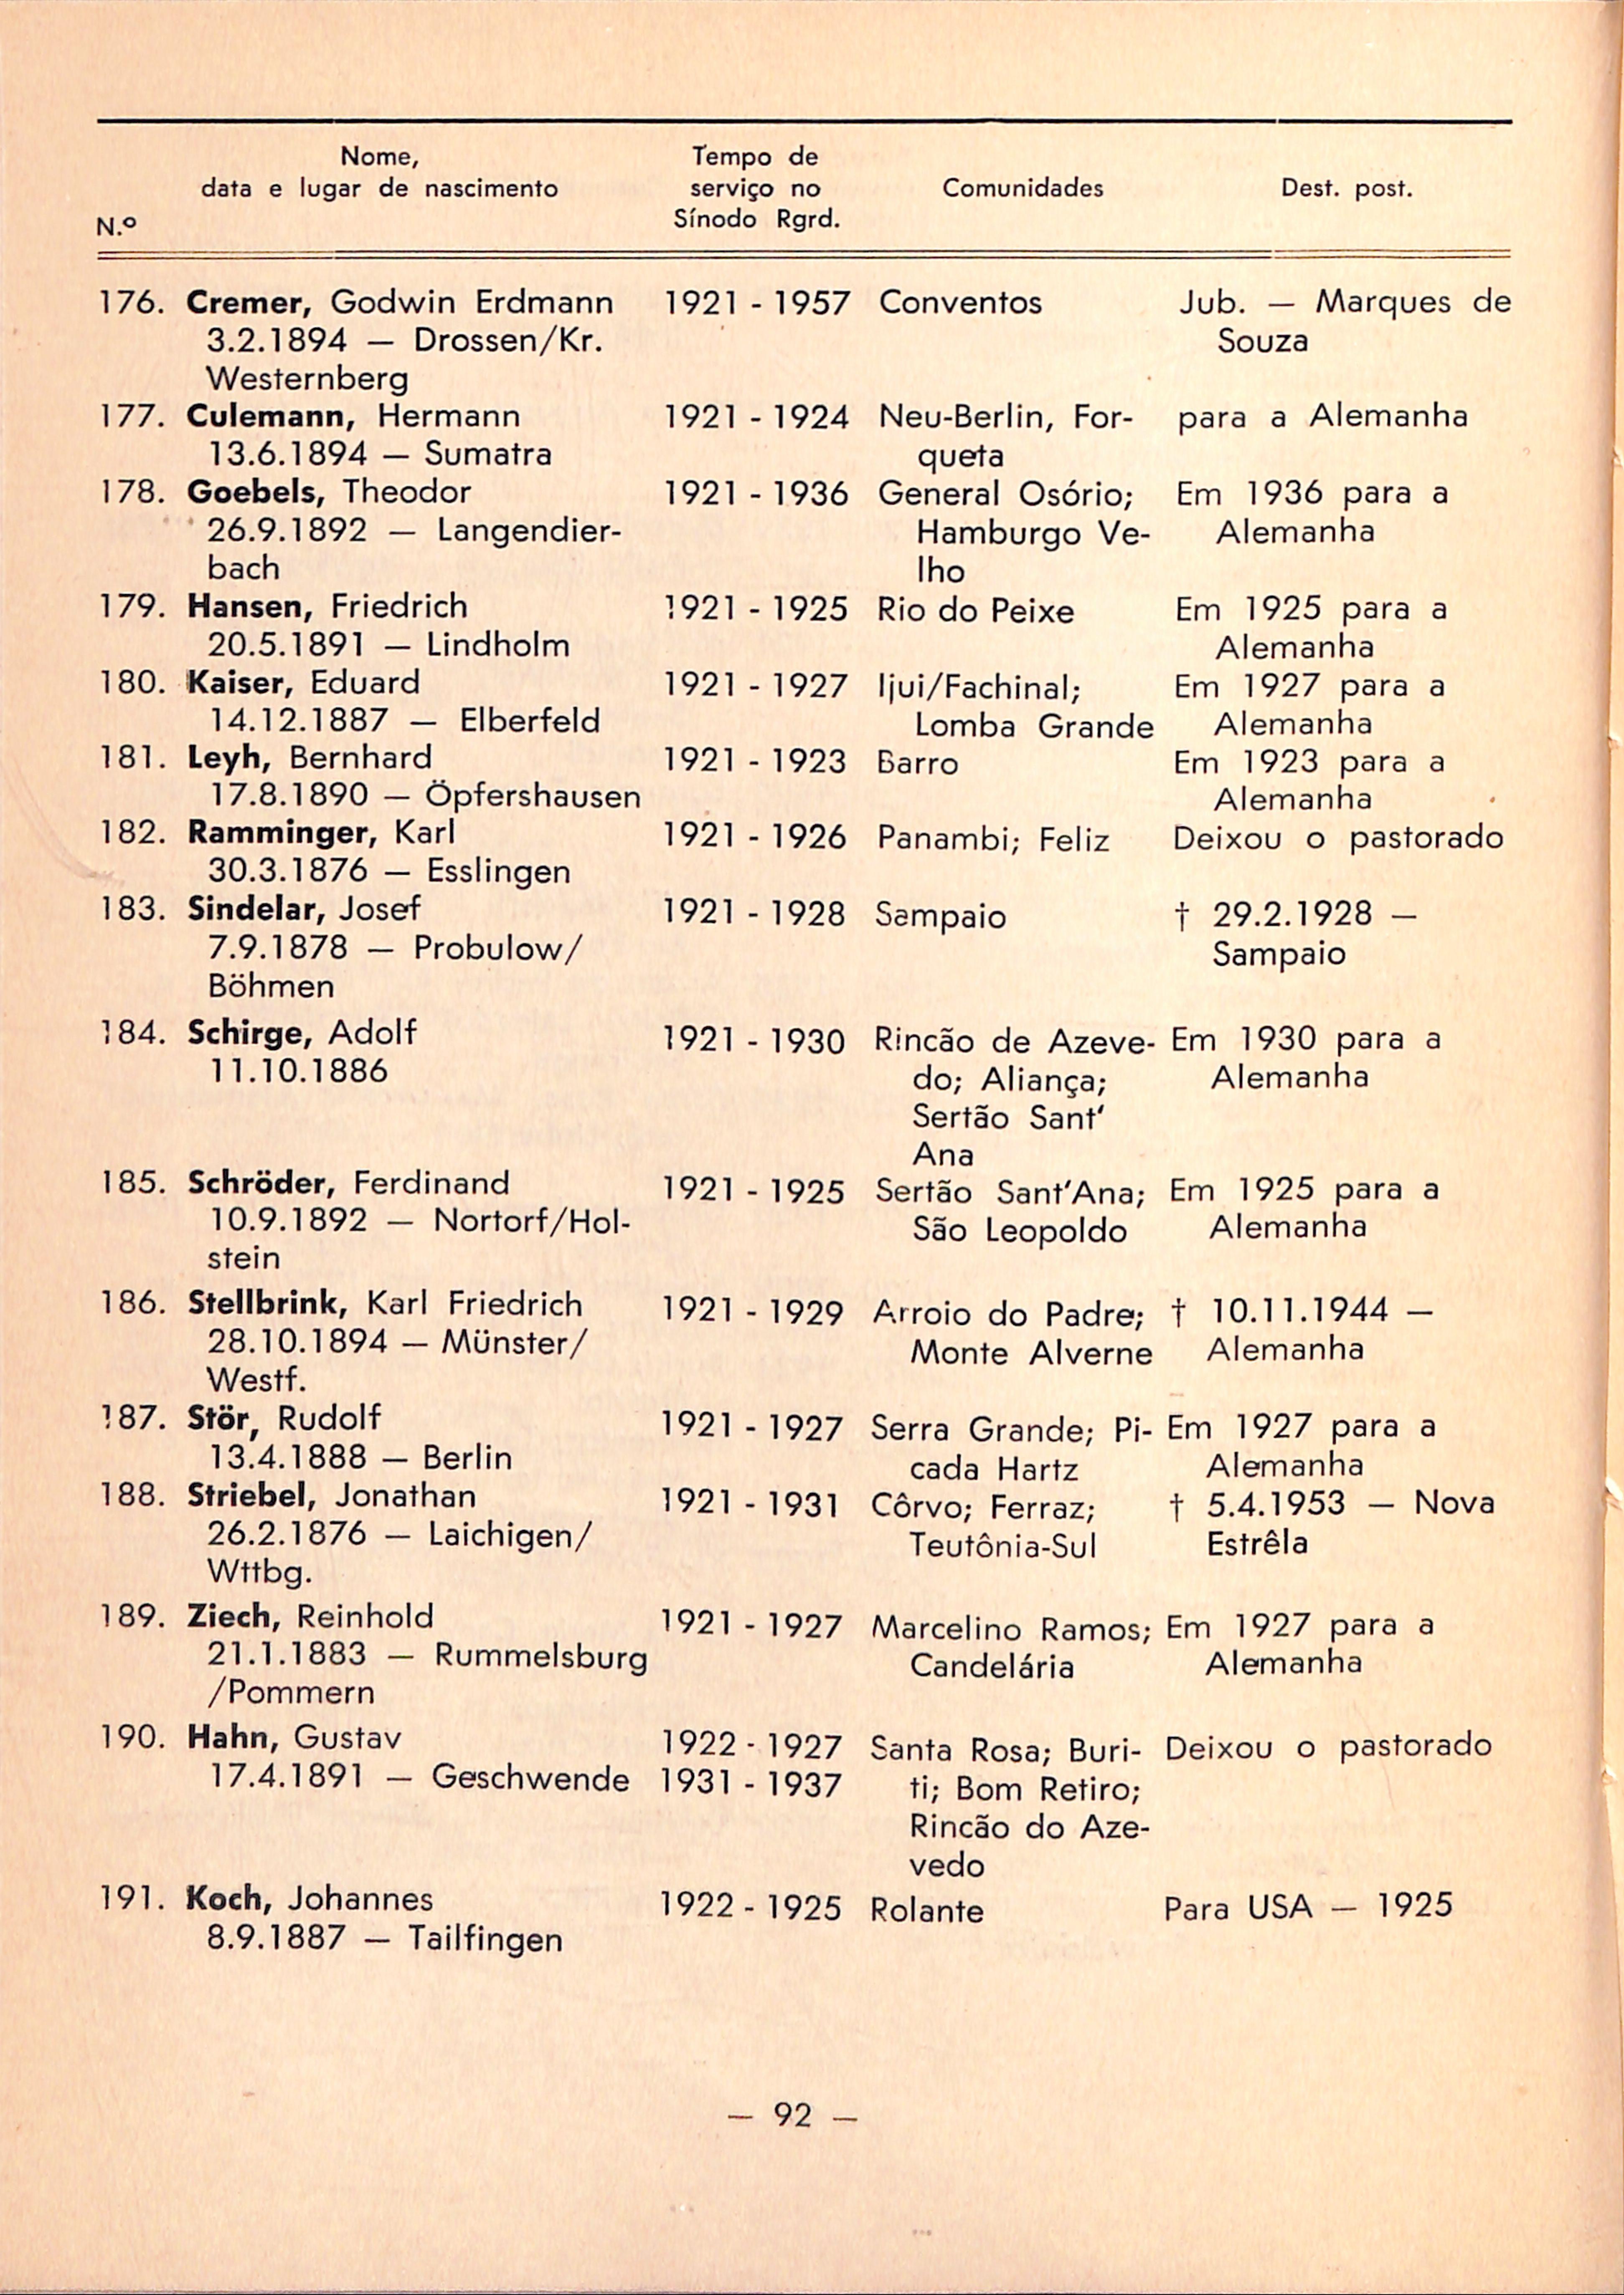 Nome,
data e lugar de nascimento
Tempo de
serviço no
Sínodo Rgrd.
Comunidades
Dest. post.
N.º
176. Cremer, Godwin Erdmann 1921 - 1957 Conventos Jub. — Marques de
3.2.1894 — Drossen/Kr. Souza
Westernberg
177. Culemann, Hermann 1921 - 1924 Neu-Berlin, For- para a Alemanha
13.6.1894 — Sumatra queta
178. Goebels, Theodor 1921 - 1936 General Osório; Em 1936 para a
26.9.1892 — Langendier- Hamburgo Ve- Alemanha
bach lho
179. Hansen, Friedrich 1921 - 1925 Rio do Peixe Em 1925 para a
20.5.1891 — Lindholm Alemanha
180. Kaiser, Eduard 1921 - 1927 Ijui/Fachinal; Em 1927 para a
14.12.1887 — Elberfeld Lomba Grande Alemanha
181. Leyh, Bernhard 1921 - 1923 Barro Em 1923 para a
17.8.1890 — Öpfershausen Alemanha
182. Ramminger, Karl 1921 - 1926 Panambi; Feliz Deixou o pastorado
30.3.1876 — Esslingen
183. Sindelar, Josef 1921 - 1928 Sampaio † 29.2.1928 —
7.9.1878 — Probulow/ Sampaio
Böhmen
184. Schirge, Adolf 1921 - 1930 Rincão de Azeve- Em 1930 para a
11.10.1886 do; Aliança; Alemanha
Sertão Sant'
Ana
185. Schröder, Ferdinand 1921 - 1925 Sertão Sant'Ana; Em 1925 para a
10.9.1892 — Nortorf/Hol- São Leopoldo Alemanha
stein
186. Stellbrink, Karl Friedrich 1921 - 1929 Arroio do Padre; † 10.11.1944 —
28.10.1894 — Münster/ Monte Alverne Alemanha
Westf.
187. Stör, Rudolf 1921 - 1927 Serra Grande; Pi- Em 1927 para a
13.4.1888 — Berlin cada Hartz Alemanha
188. Striebel, Jonathan 1921 - 1931 Côrvo; Ferraz; † 5.4.1953 — Nova
26.2.1876 — Laichigen/ Teutônia-Sul Estrêla
Wttbg.
189. Ziech, Reinhold 1921 - 1927 Marcelino Ramos; Em 1927 para a
21.1.1883 — Rummelsburg Candelária Alemanha
/Pommern
190. Hahn, Gustav 1922 - 1927 Santa Rosa; Buri- Deixou o pastorado
17.4.1891 — Geschwende 1931 - 1937 ti; Bom Retiro;
Rincão do Aze-
vedo
191. Koch, Johannes 1922 - 1925 Rolante Para USA — 1925
8.9.1887 — Tailfingen
— 92 —